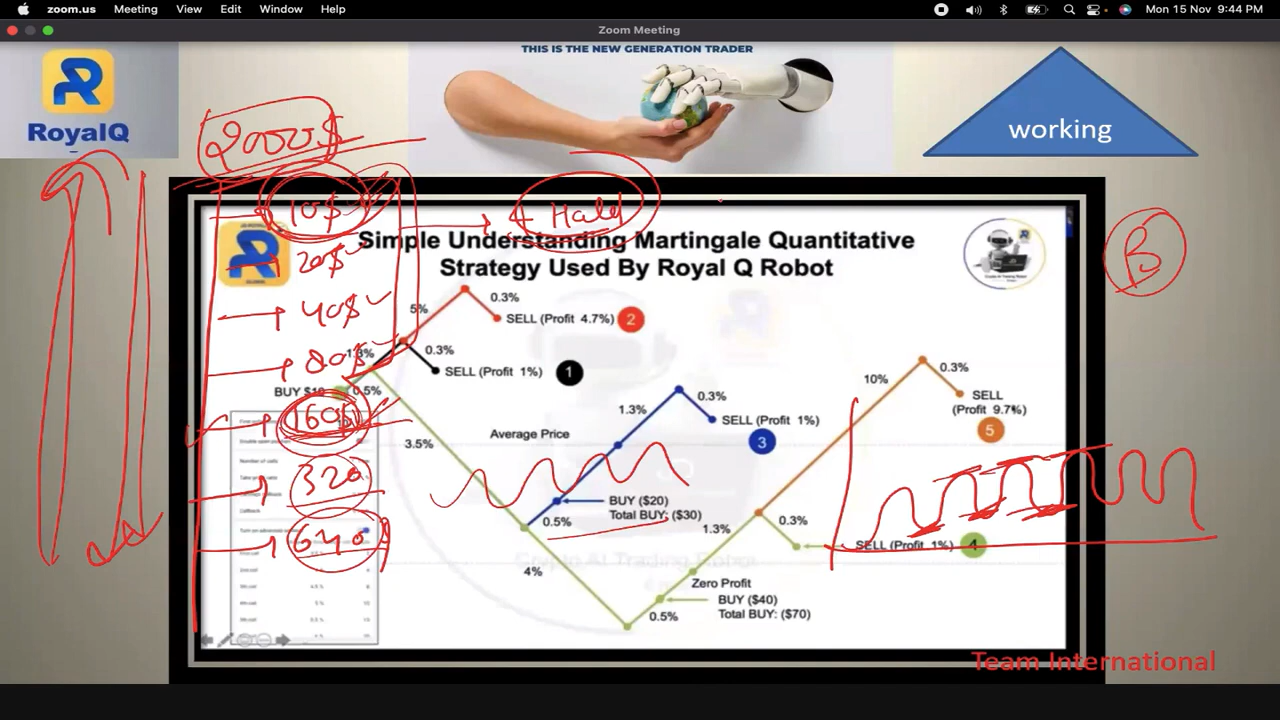 zoom.us Meeting View Edit Window Help Mon 15 Nov 9:44 PM
Zoom Meeting
THIS IS THE NEW GENERATION TRADER
RoyalQ
working
2000$
10$
20$
40$
80$
160$
320
640
Simple Understanding Martingale Quantitative
Strategy Used By Royal Q Robot
5%
0.3%
SELL (Profit 4.7%) 2
1.3%
0.3%
SELL (Profit 1%) 1
BUY $10
0.5%
3.5%
Average Price
1.3%
0.3%
SELL (Profit 1%)
3
BUY ($20)
Total BUY: ($30)
0.5%
4%
10%
0.3%
SELL
(Profit 9.7%)
5
1.3%
0.3%
SELL (Profit 1%) 4
Zero Profit
BUY ($40)
Total BUY: ($70)
0.5%
Team International